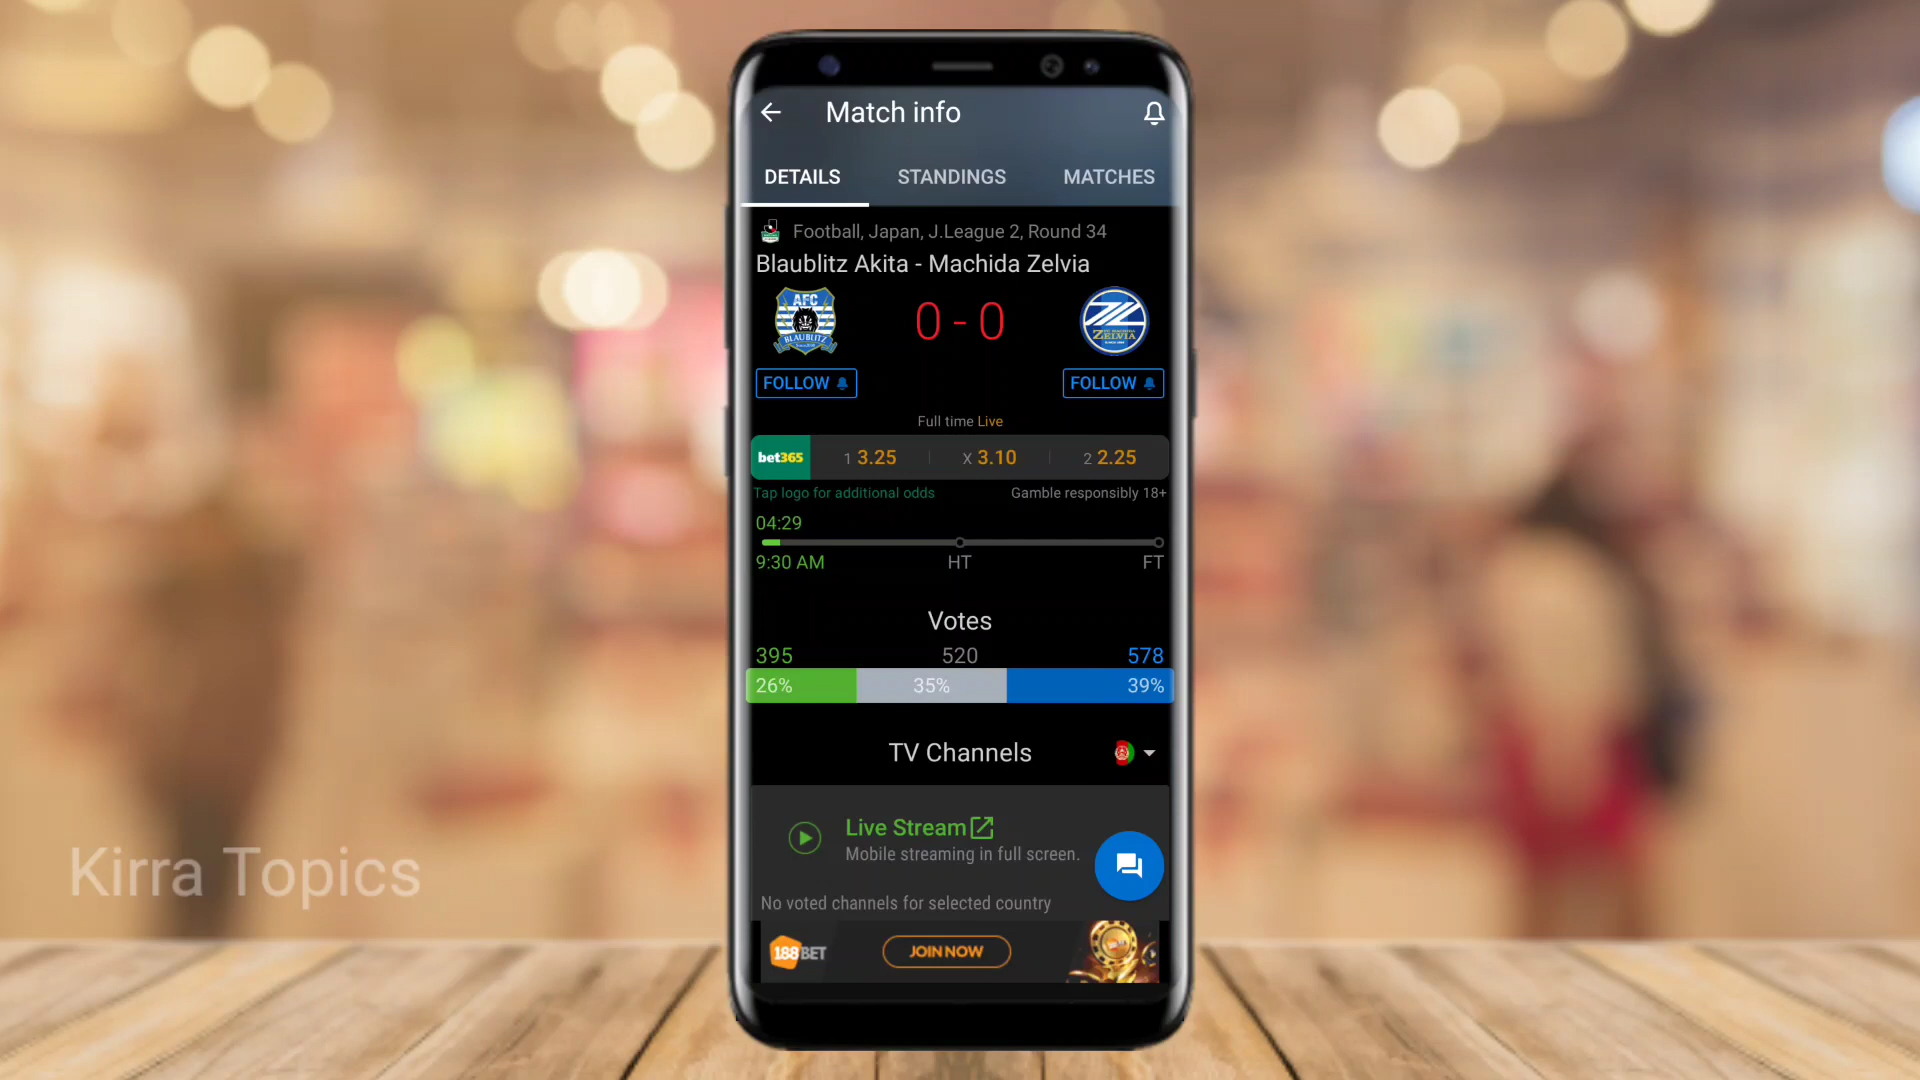 Match info
DETAILS STANDINGS MATCHES
Football, Japan, J.League 2, Round 34
Blaublitz Akita - Machida Zelvia
AFC
BLAUBLITZ
0 - 0
ZELVIA
FOLLOW FOLLOW
Full time Live
bet365 1 3.25 X 3.10 2 2.25
Tap logo for additional odds Gamble responsibly 18+
04:29
9:30 AM HT FT
Votes
395 520 578
26% 35% 39%
TV Channels
Live Stream
Mobile streaming in full screen.
No voted channels for selected country
188BET JOIN NOW
Kirra Topics